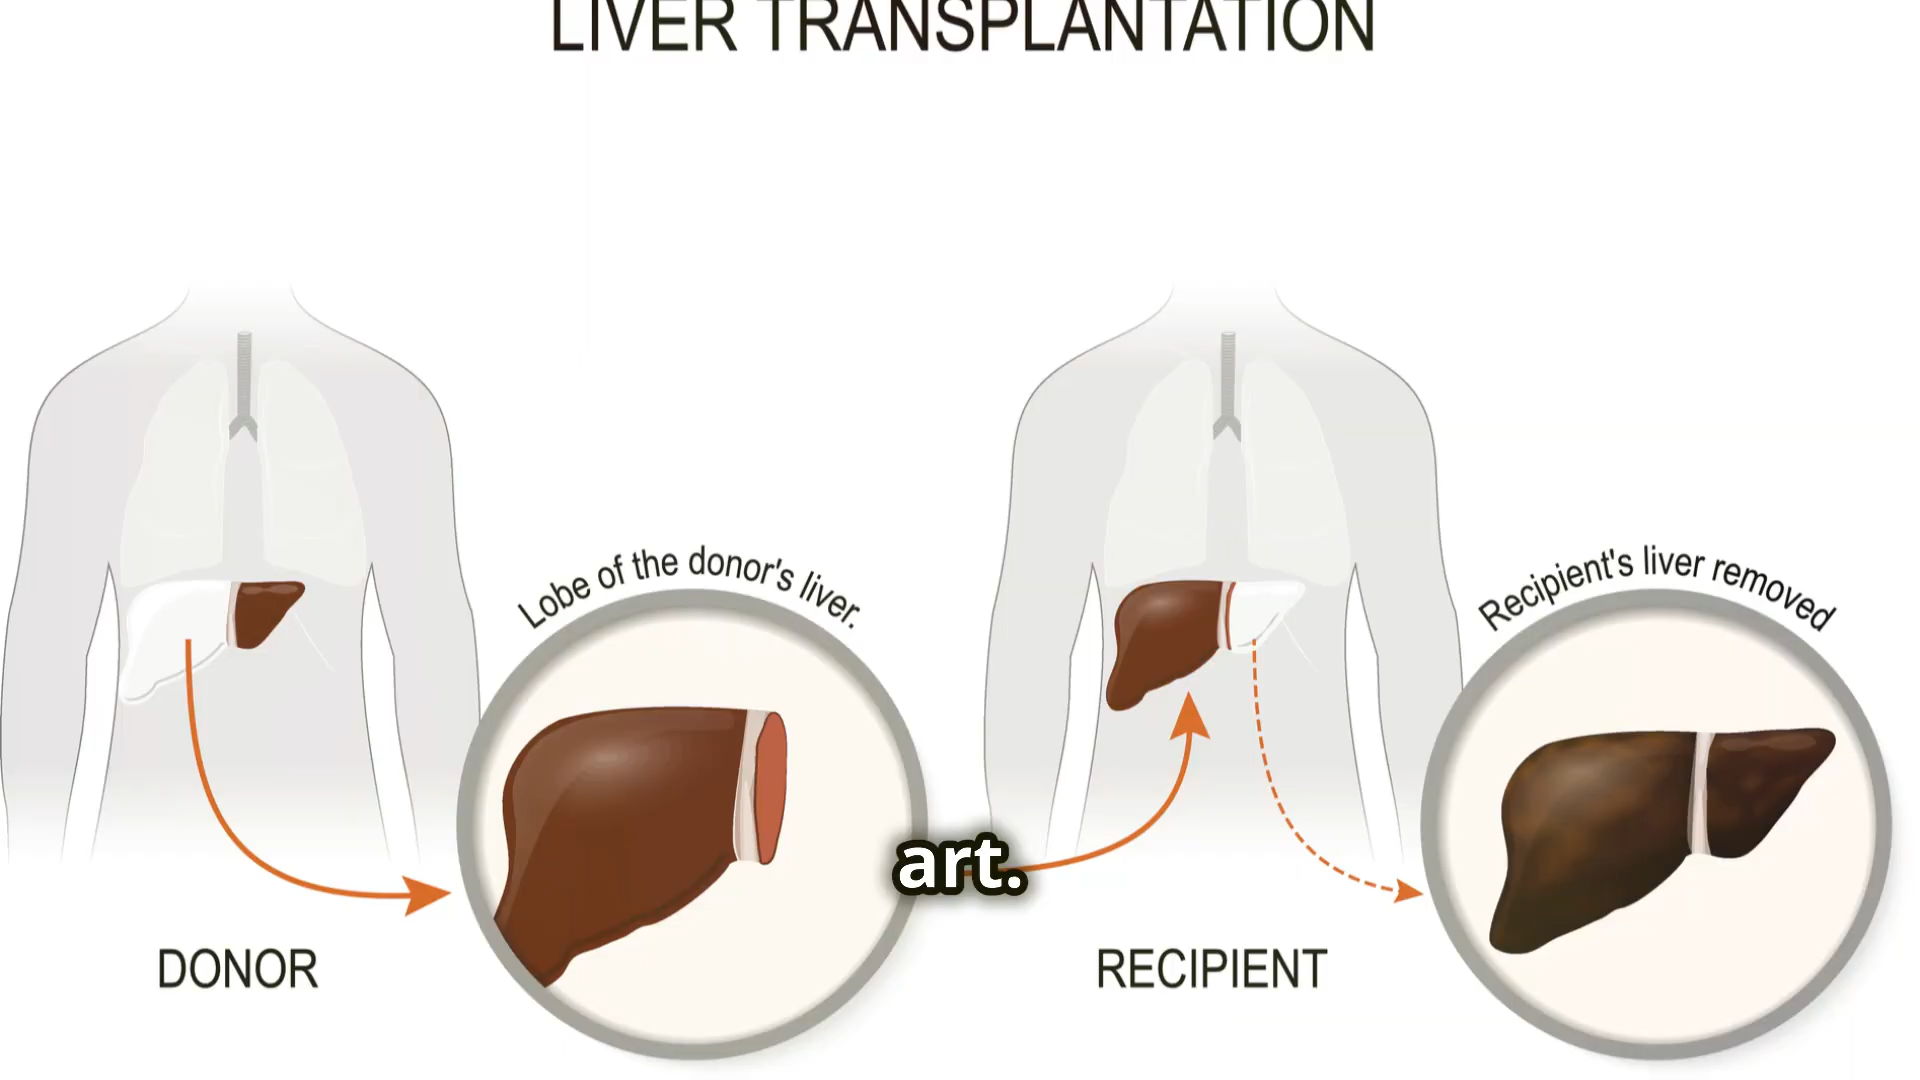 LIVER TRANSPLANTATION
Lobe of the donor's liver.
Recipient's liver removed
art.
DONOR
RECIPIENT